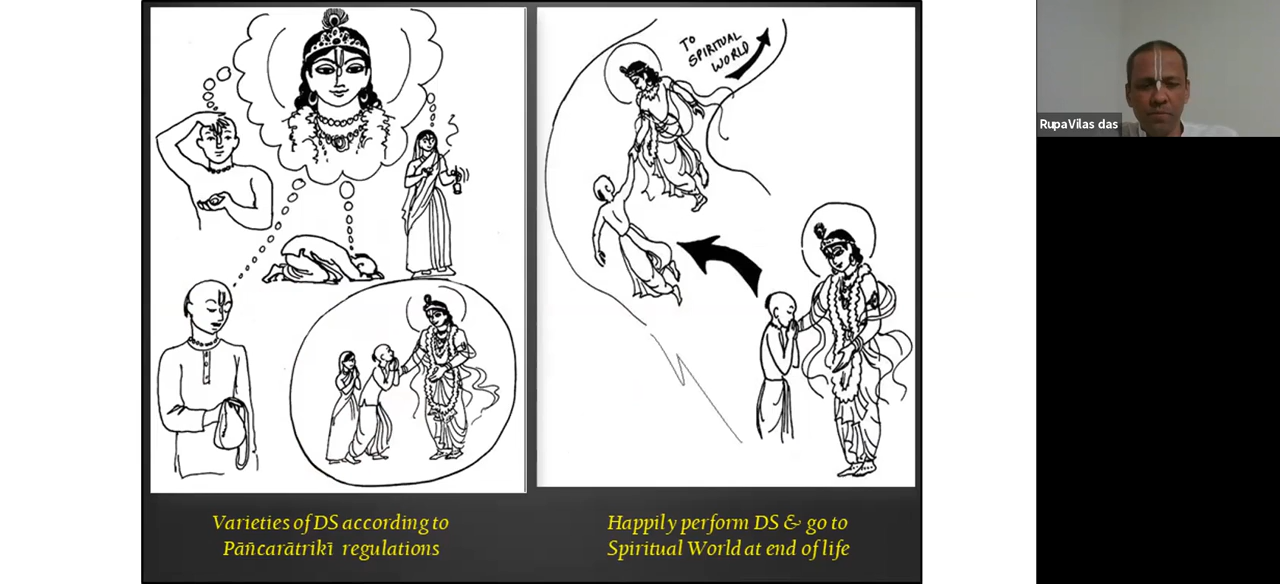 TO
SPIRITUAL
WORLD
RupaVilas das
Varieties of DS according to
Pāñcarātrikī regulations
Happily perform DS & go to
Spiritual World at end of life